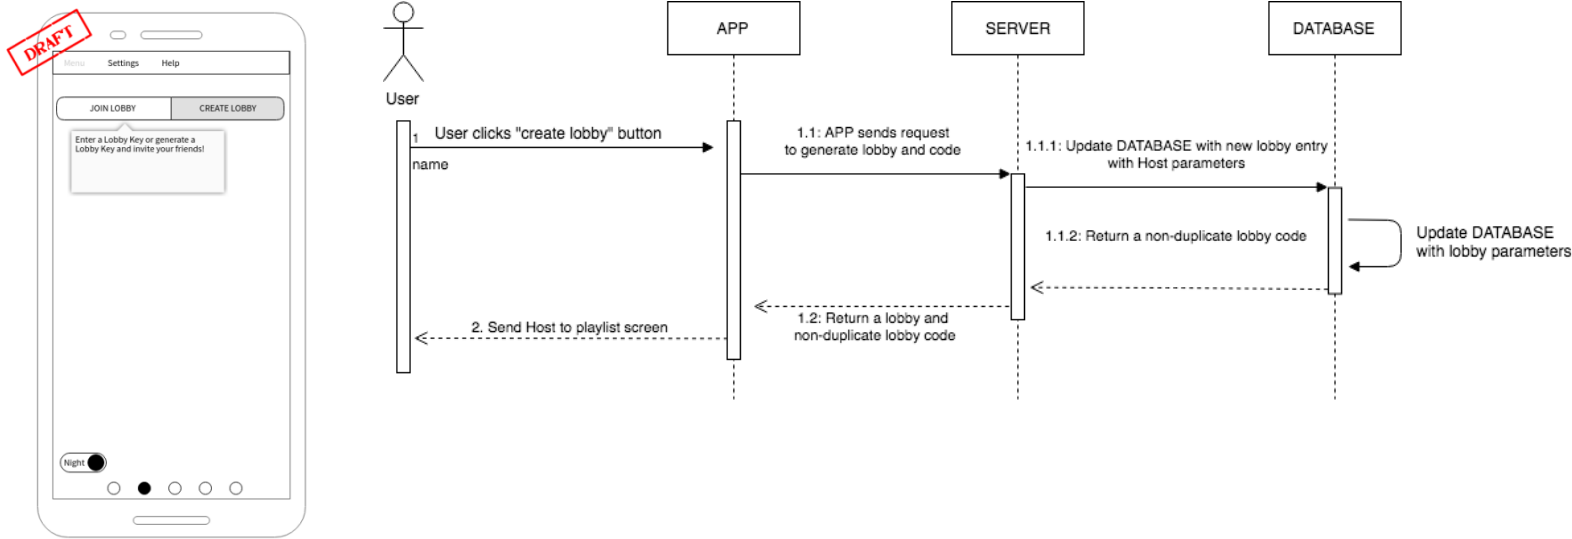 DRAFT
Menu Settings Help
JOIN LOBBY CREATE LOBBY
Enter a Lobby Key or generate a
Lobby Key and invite your friends!
Night
User
APP
SERVER
DATABASE
1
User clicks "create lobby" button
name
1.1: APP sends request
to generate lobby and code
1.1.1: Update DATABASE with new lobby entry
with Host parameters
1.1.2: Return a non-duplicate lobby code
Update DATABASE
with lobby parameters
1.2: Return a lobby and
non-duplicate lobby code
2. Send Host to playlist screen